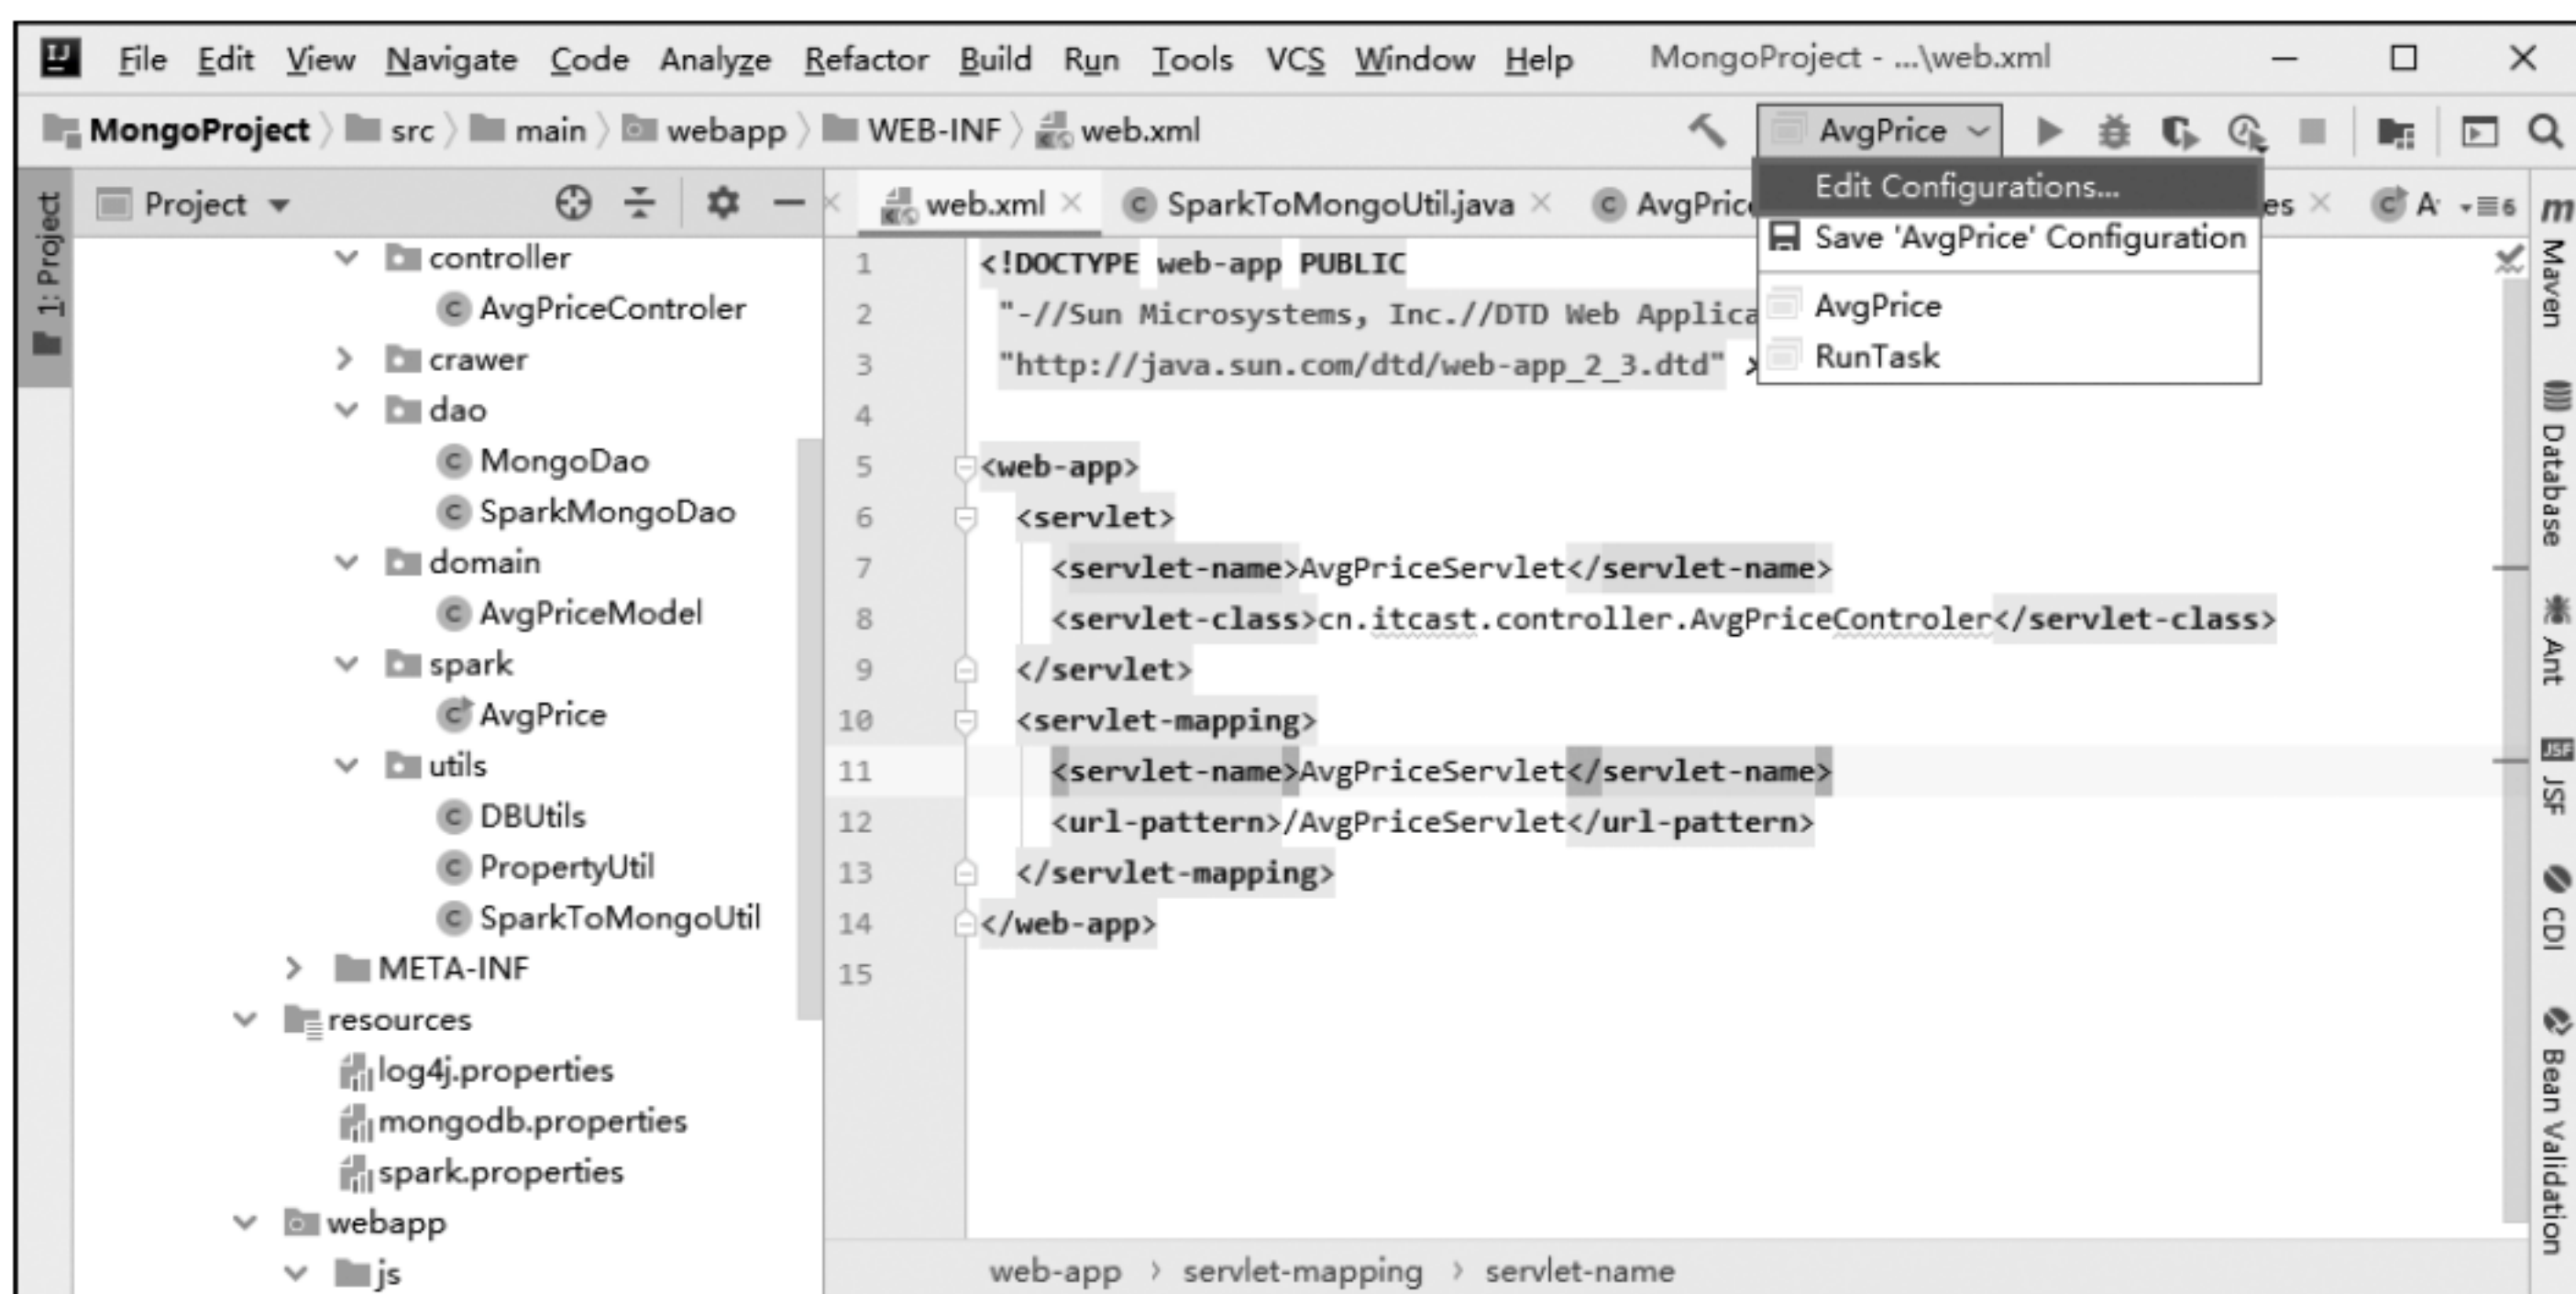 File Edit View Navigate Code Analyze Refactor Build Run Tools VCS Window Help MongoProject - ...\web.xml
MongoProject src main webapp WEB-INF web.xml AvgPrice
1: Project
Project
controller
AvgPriceControler
crawer
dao
MongoDao
SparkMongoDao
domain
AvgPriceModel
spark
AvgPrice
utils
DBUtils
PropertyUtil
SparkToMongoUtil
META-INF
resources
log4j.properties
mongodb.properties
spark.properties
webapp
js
web.xml SparkToMongoUtil.java AvgPric es A 6
Edit Configurations...
Save 'AvgPrice' Configuration
AvgPrice
RunTask
1 <!DOCTYPE web-app PUBLIC
2 "-//Sun Microsystems, Inc.//DTD Web Applica
3 "http://java.sun.com/dtd/web-app_2_3.dtd" >
4
5 <web-app>
6 <servlet>
7 <servlet-name>AvgPriceServlet</servlet-name>
8 <servlet-class>cn.itcast.controller.AvgPriceControler</servlet-class>
9 </servlet>
10 <servlet-mapping>
11 <servlet-name>AvgPriceServlet</servlet-name>
12 <url-pattern>/AvgPriceServlet</url-pattern>
13 </servlet-mapping>
14 </web-app>
15
web-app › servlet-mapping › servlet-name
m Maven
Database
Ant
JSF JSF
CDI
Bean Validation